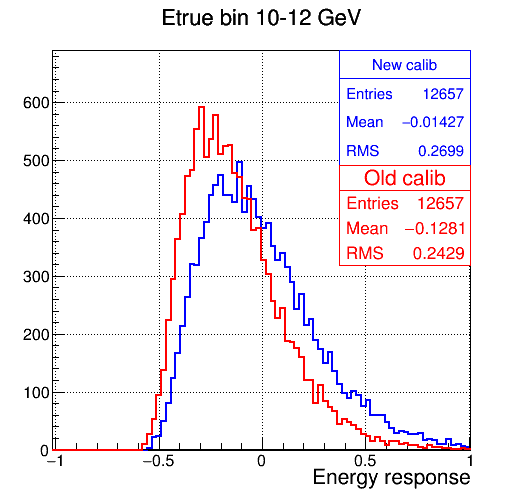 Etrue bin 10-12 GeV
New calib
Entries 12657
Mean −0.01427
RMS 0.2699
Old calib
Entries 12657
Mean −0.1281
RMS 0.2429
600
500
400
300
200
100
0
−1 −0.5 0 0.5 1
Energy response